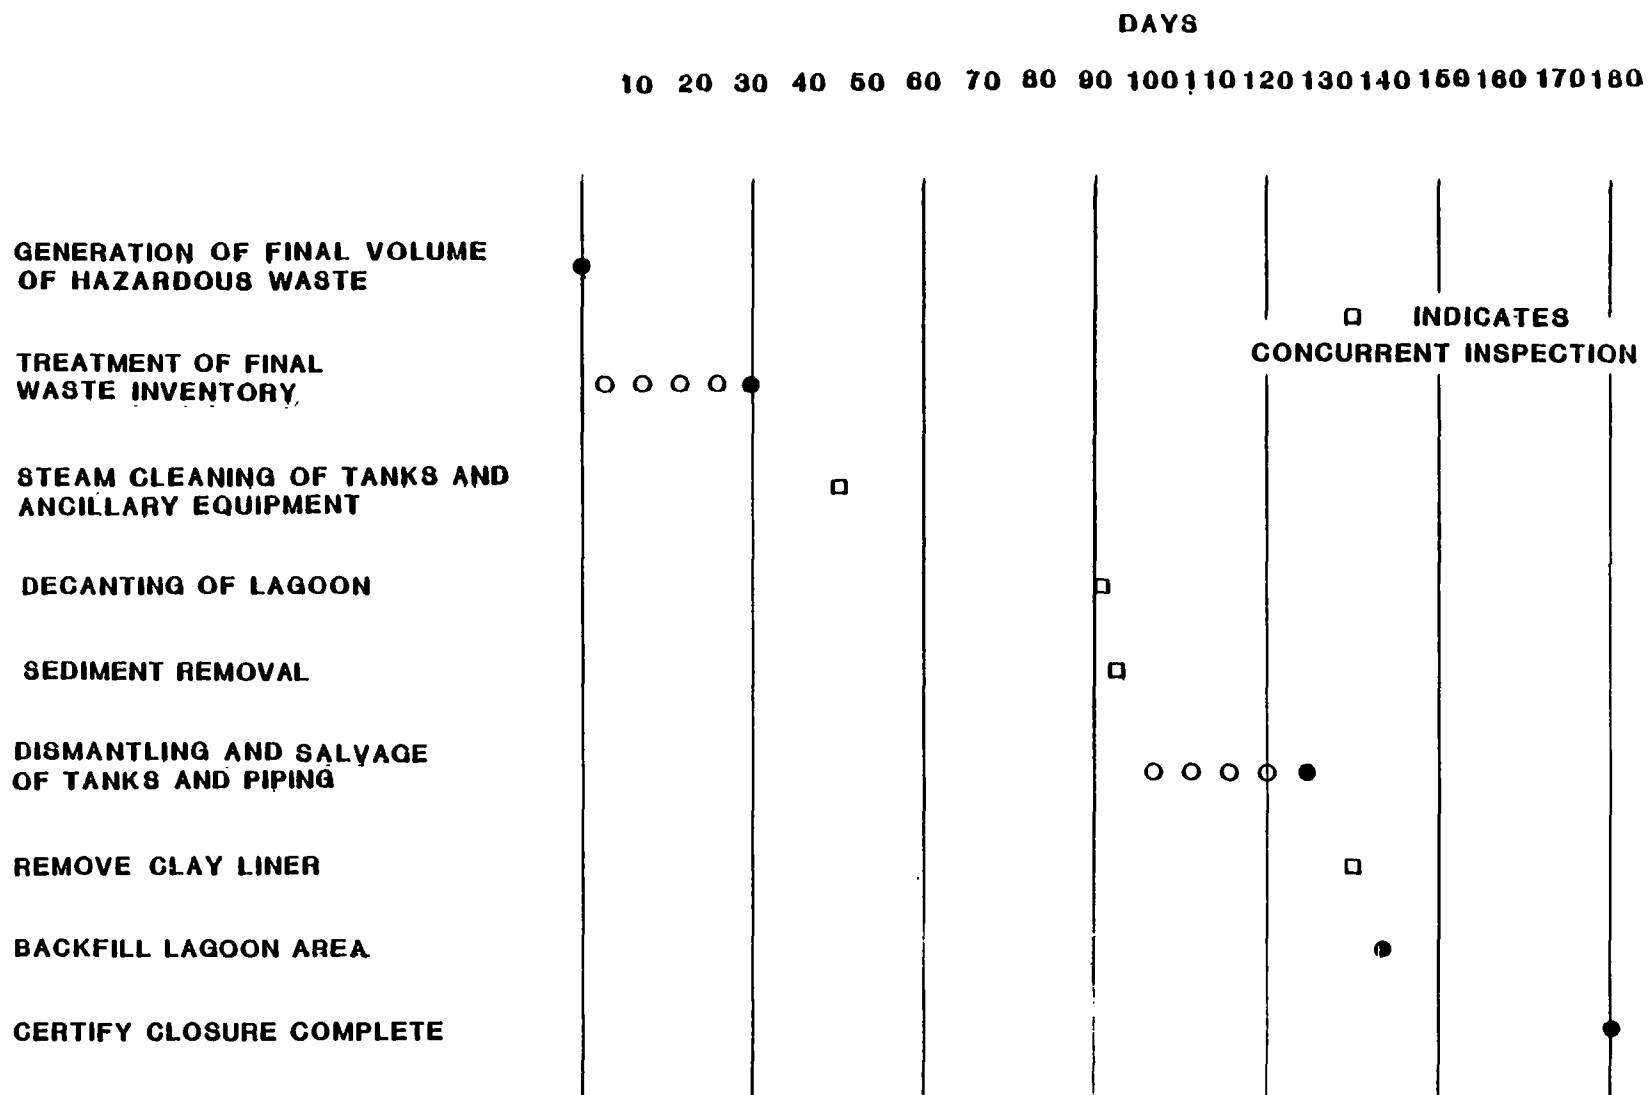 DAYS
10 20 30 40 50 60 70 80 90 100 110 120 130 140 150 160 170 180
GENERATION OF FINAL VOLUME
OF HAZARDOUS WASTE
□ INDICATES
CONCURRENT INSPECTION
TREATMENT OF FINAL
WASTE INVENTORY
STEAM CLEANING OF TANKS AND
ANCILLARY EQUIPMENT
DECANTING OF LAGOON
SEDIMENT REMOVAL
DISMANTLING AND SALVAGE
OF TANKS AND PIPING
REMOVE CLAY LINER
BACKFILL LAGOON AREA
CERTIFY CLOSURE COMPLETE